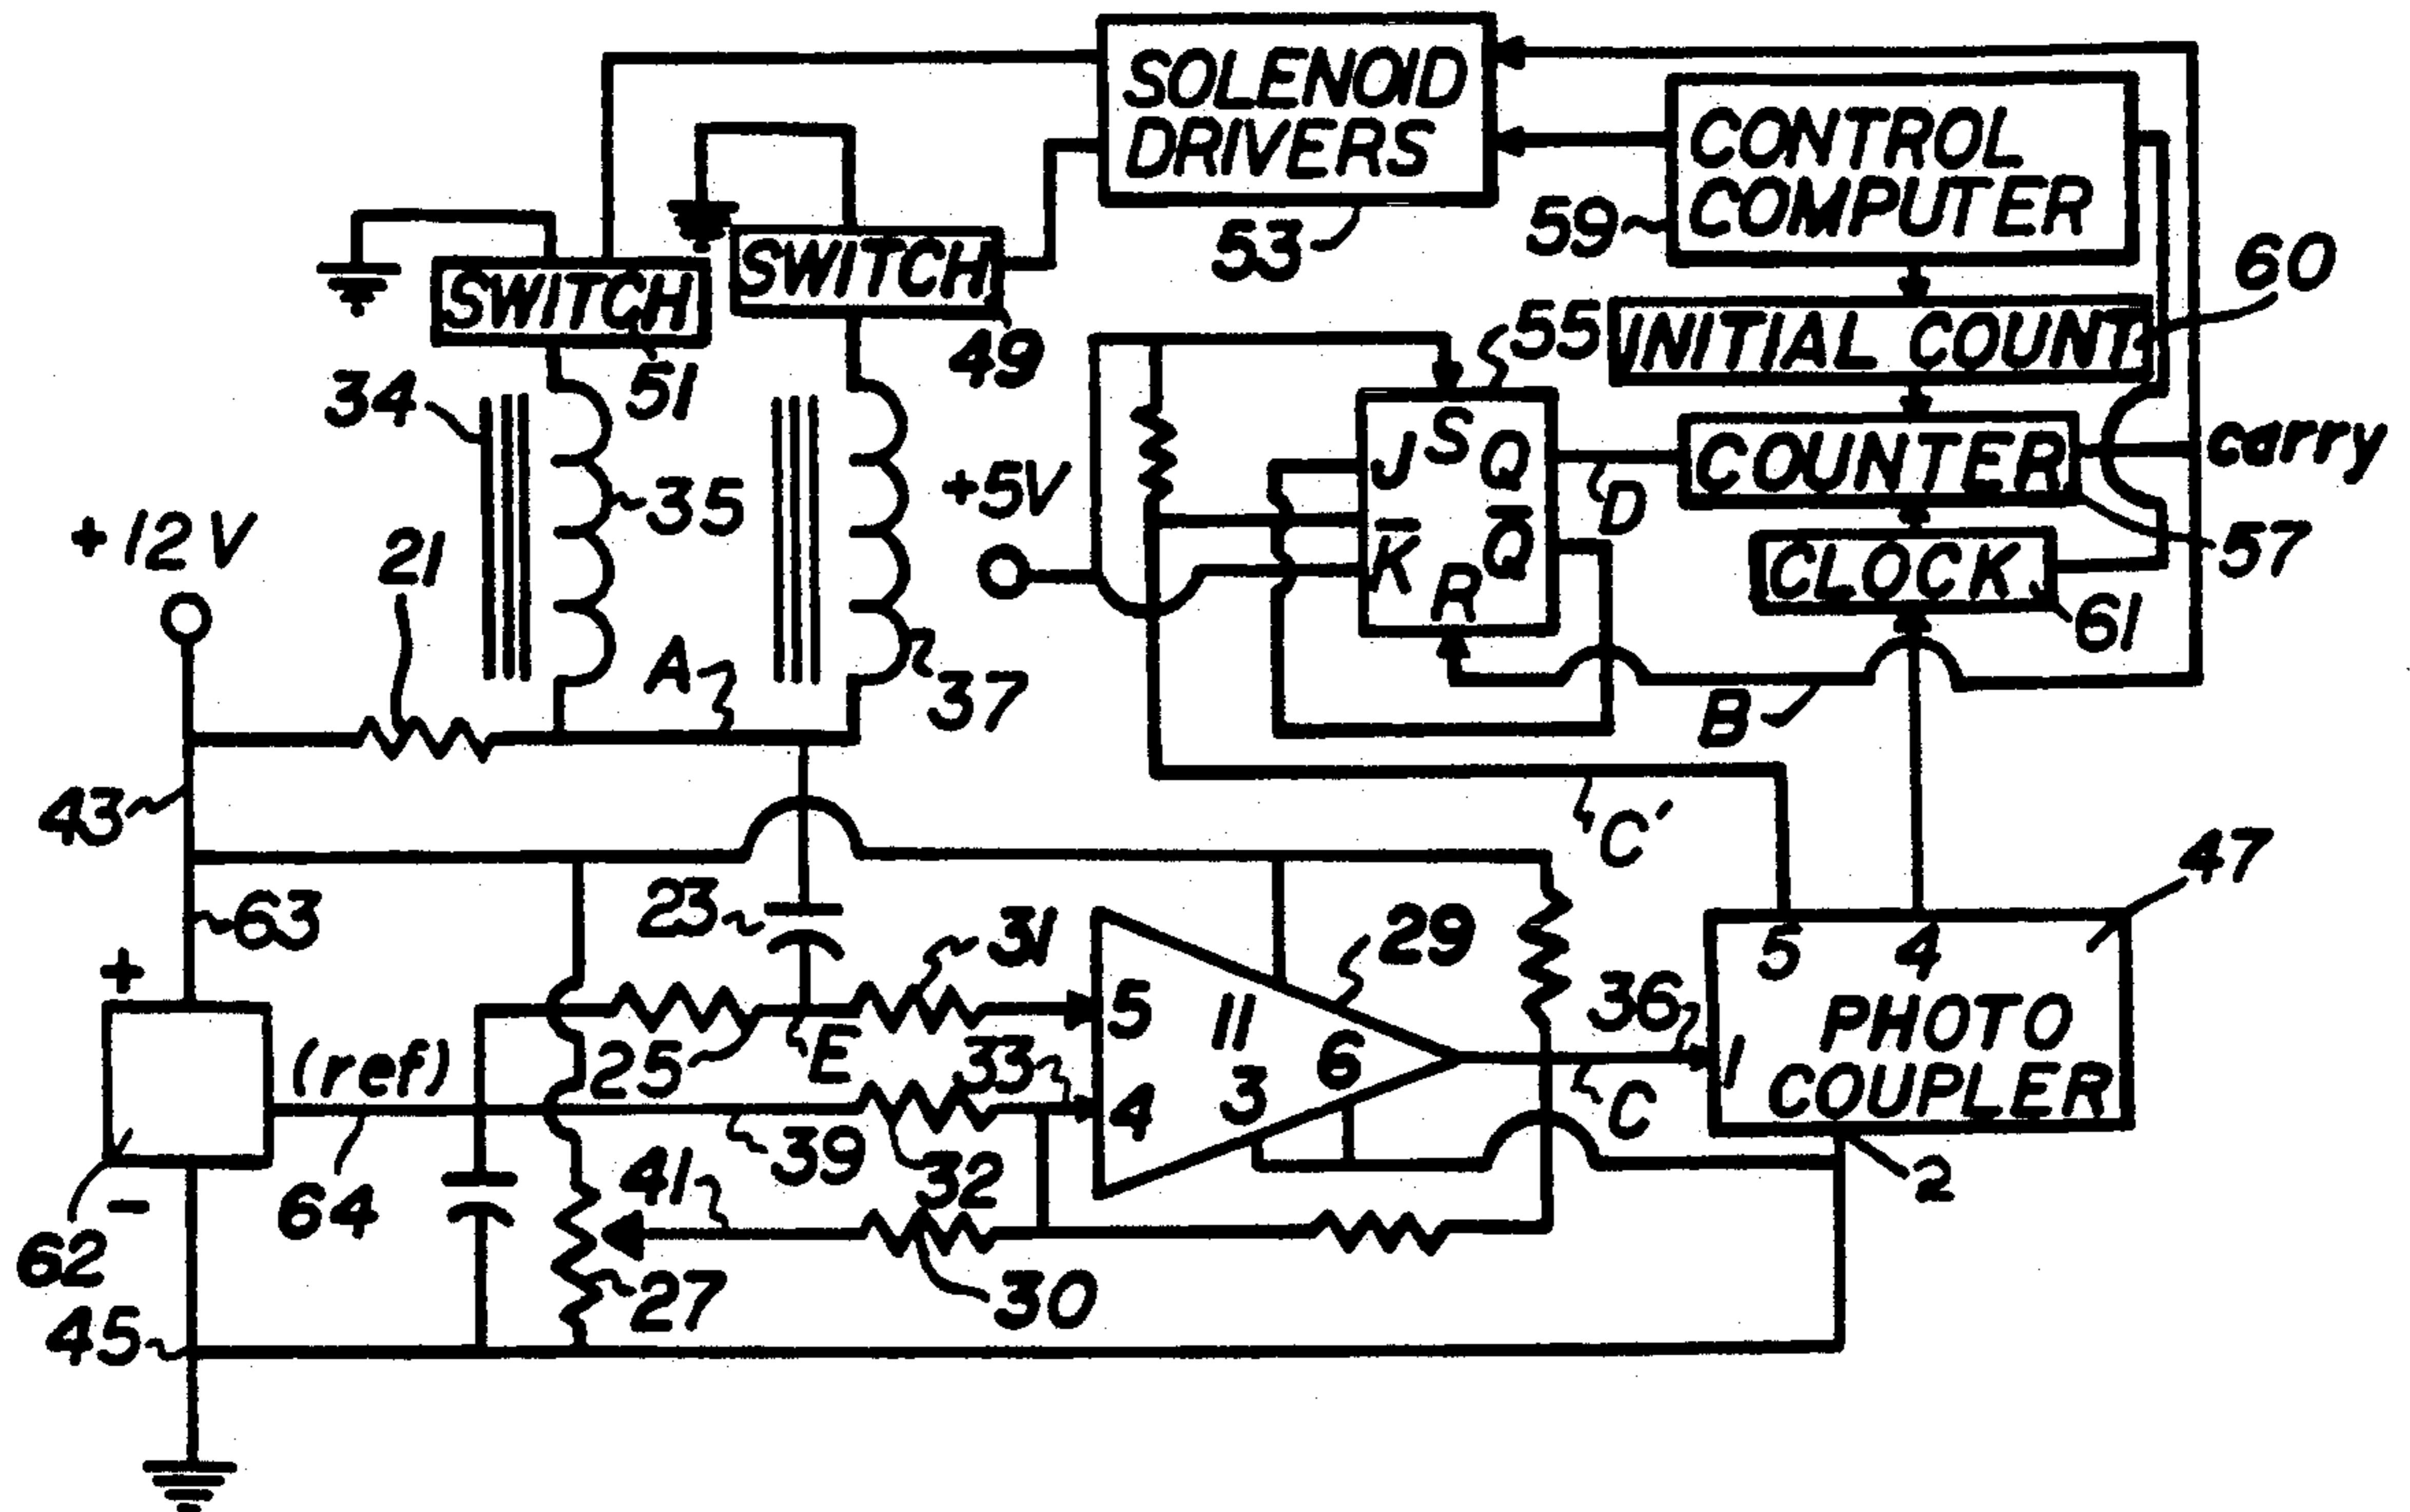 SOLENOID
DRIVERS
CONTROL
COMPUTER
53
59
60
SWITCH
SWITCH
49
55
INITIAL COUNT
34
51
J S Q
COUNTER
carry
+5V
35
D
+12V
21
K̅ R Q̅
CLOCK
57
61
A
37
B
43
C'
47
23
63
31
29
5 4
+
5
11
36
PHOTO
COUPLER
(ref)
25
E
33
6
1
4
3
C
39
32
41
64
2
62
−
27
30
45